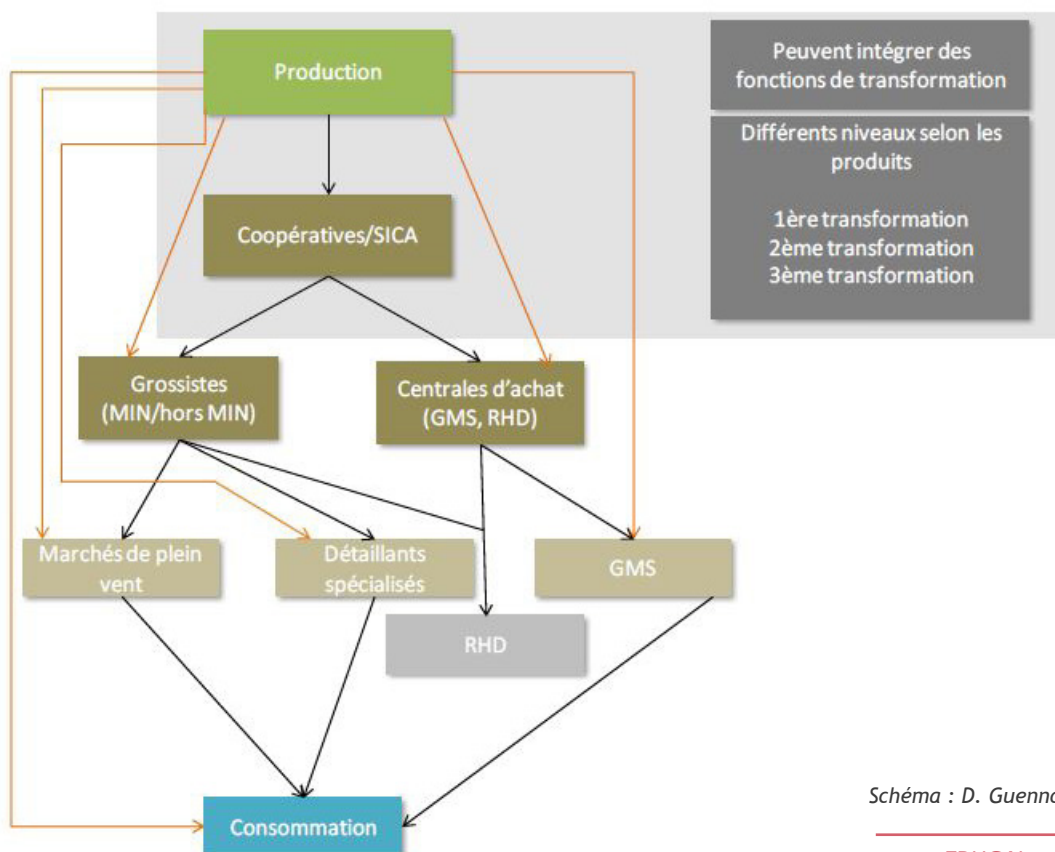 Production
Peuvent intégrer des
fonctions de transformation
Différents niveaux selon les
produits
1ère transformation
2ème transformation
3ème transformation
Coopératives/SICA
Grossistes
(MIN/hors MIN)
Centrales d'achat
(GMS, RHD)
Marchés de plein
vent
Détaillants
spécialisés
GMS
RHD
Consommation
Schéma : D.